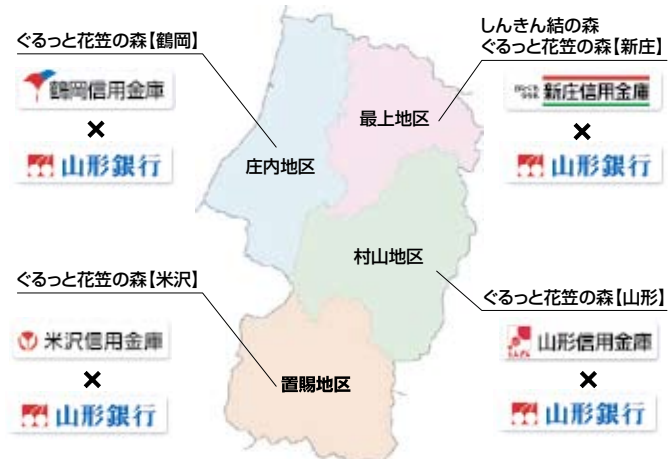 ぐるっと花笠の森【鶴岡】
鶴岡信用金庫
×
山形銀行
しんきん結の森
ぐるっと花笠の森【新庄】
新庄信用金庫
×
山形銀行
最上地区
庄内地区
村山地区
置賜地区
ぐるっと花笠の森【米沢】
米沢信用金庫
×
山形銀行
ぐるっと花笠の森【山形】
山形信用金庫
×
山形銀行